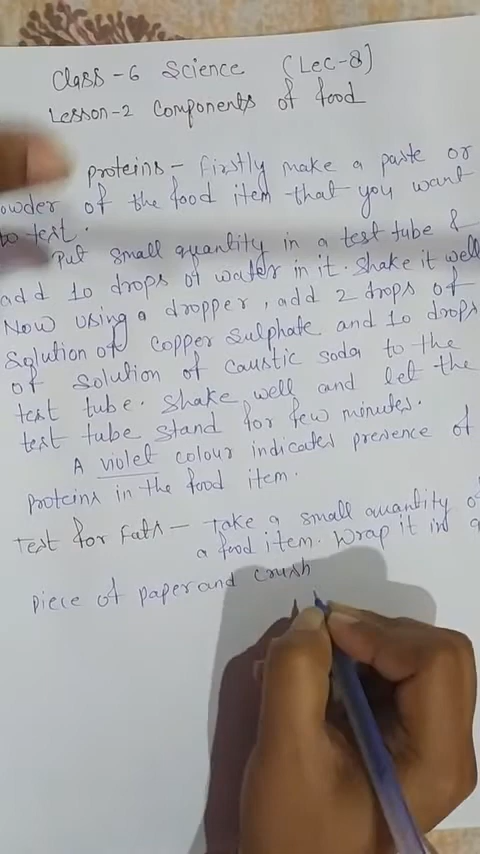 Class-6 Science (Lec-8)
Lesson-2 Components of food
proteins - firstly make a paste or
owder of the food item that you want
to test.
Put small quantity in a test tube &
add 10 drops of water in it. Shake it well
Now using a dropper, add 2 drops of
Solution of copper sulphate and 10 drops
of solution of caustic soda to the
test tube. Shake well and let the
test tube stand for few minutes.
A violet colour indicates presence of
proteins in the food item.
Test for Fats - Take a small quantity of
a food item. Wrap it in a
piece of paper and crush